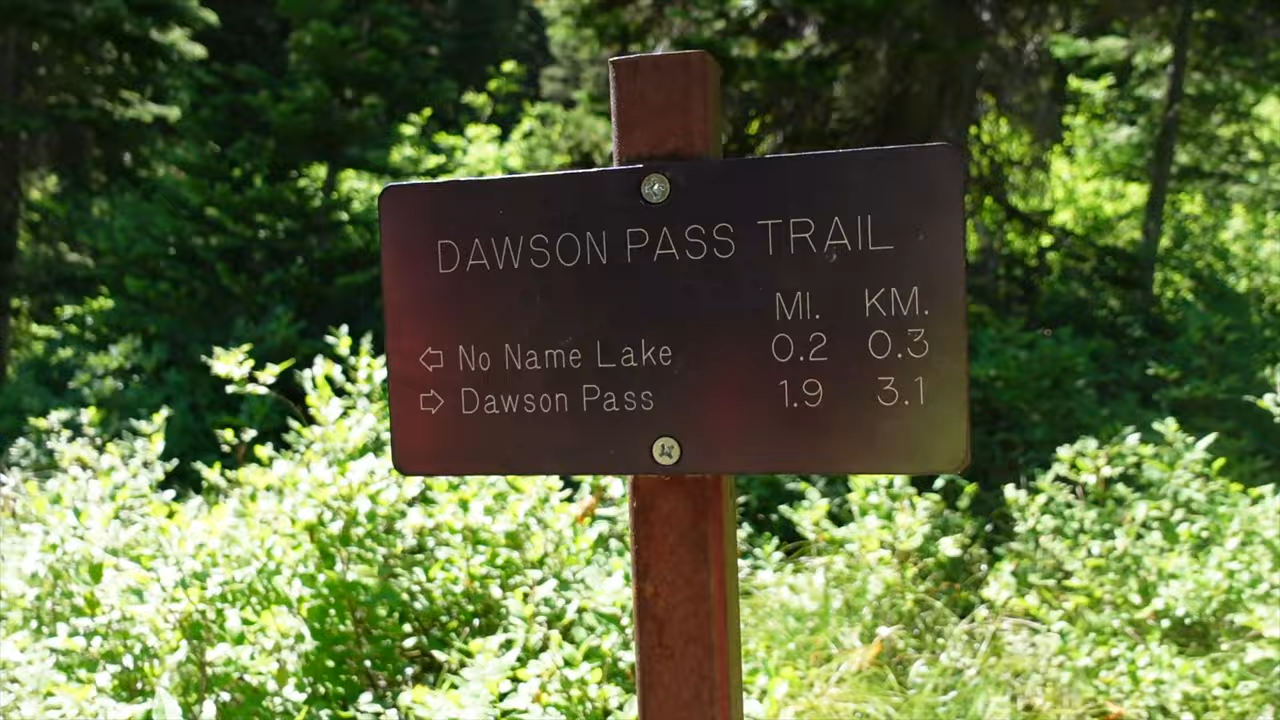 DAWSON PASS TRAIL
MI. KM.
No Name Lake 0.2 0.3
Dawson Pass 1.9 3.1